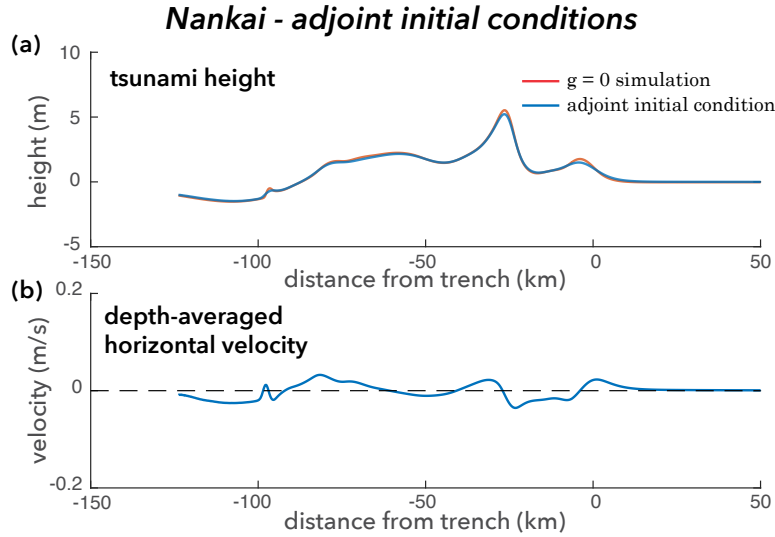 Nankai - adjoint initial conditions
(a)
10
tsunami height
g = 0 simulation
adjoint initial condition
5
height (m)
0
-5
-150
-100
-50
0
50
distance from trench (km)
(b)
0.2
depth-averaged
horizontal velocity
velocity (m/s)
0
-0.2
-150
-100
-50
0
50
distance from trench (km)